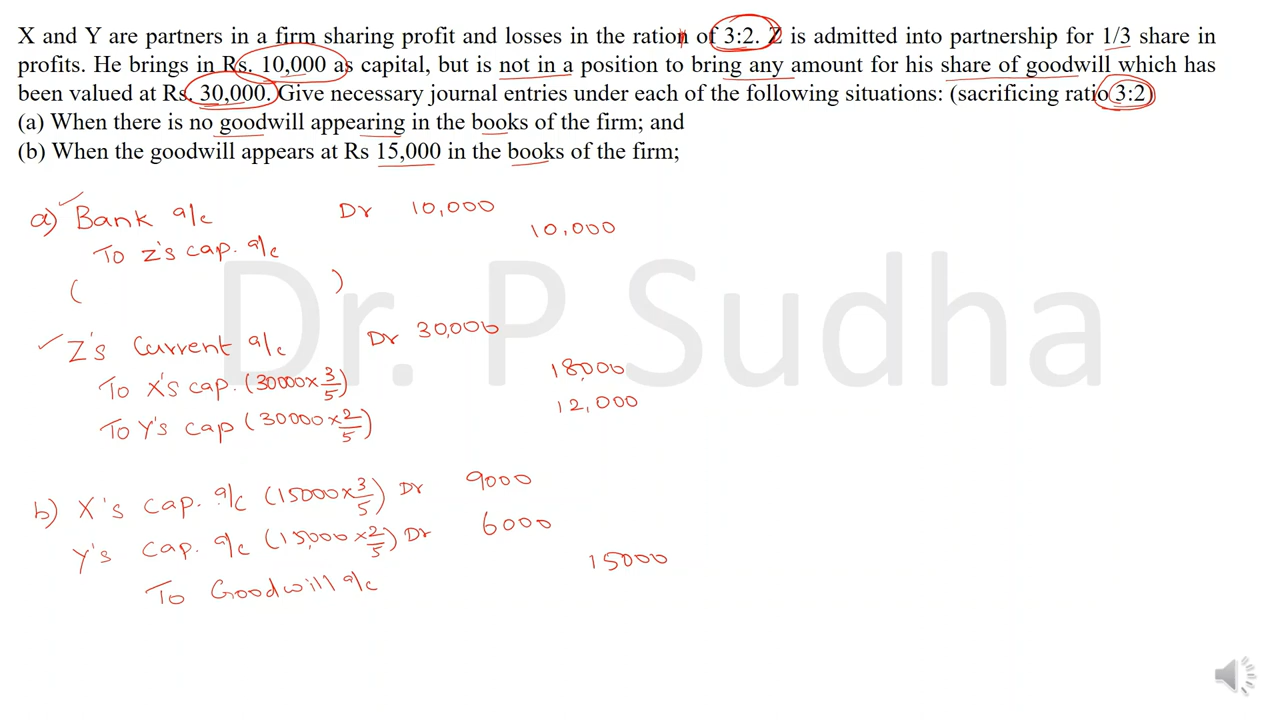 X and Y are partners in a firm sharing profit and losses in the ration of 3:2. Z is admitted into partnership for 1/3 share in
profits. He brings in Rs. 10,000 as capital, but is not in a position to bring any amount for his share of goodwill which has
been valued at Rs. 30,000. Give necessary journal entries under each of the following situations: (sacrificing ratio 3:2)
(a) When there is no goodwill appearing in the books of the firm; and
(b) When the goodwill appears at Rs 15,000 in the books of the firm;
a) Bank a/c Dr 10,000
To Z's cap. a/c 10,000
( )
Z's Current a/c Dr 30,000
To X's cap. (30000 × 3/5) 18,000
To Y's cap (30000 × 2/5) 12,000
b) X's cap. a/c (15000 × 3/5) Dr 9000
Y's cap. a/c (15,000 × 2/5) Dr 6000
To Goodwill a/c 15000
Dr. P Sudha